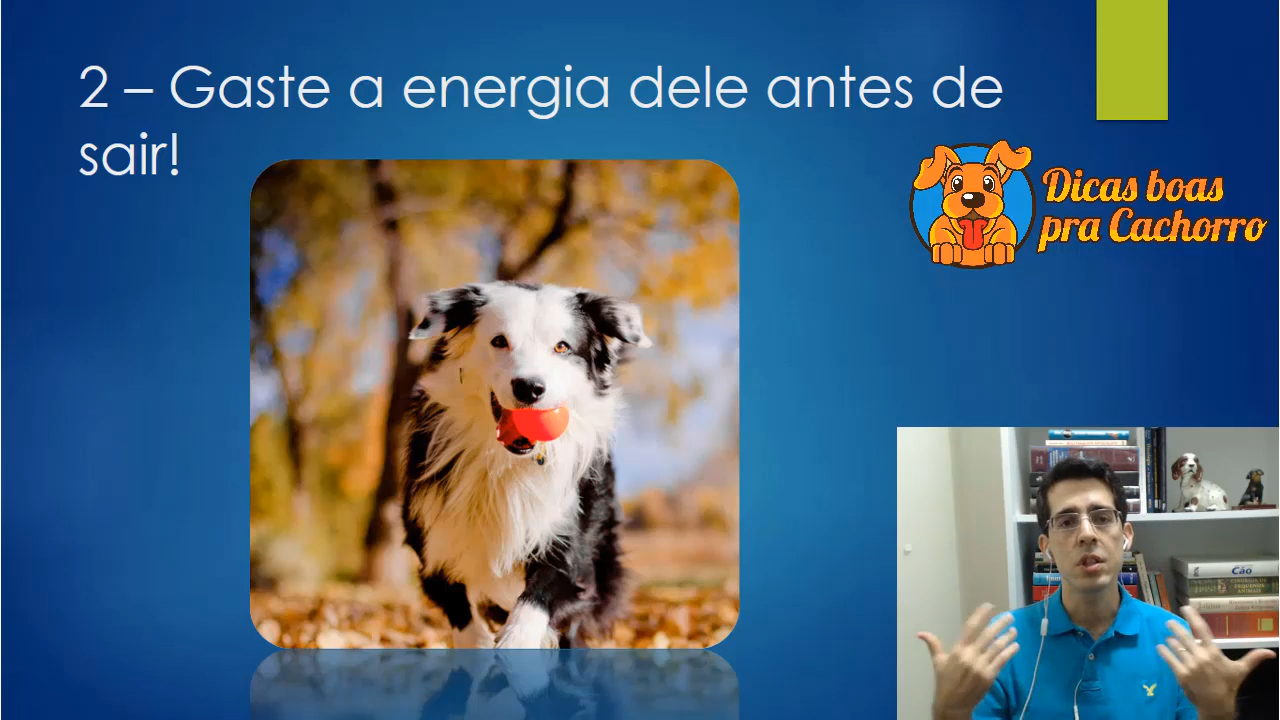 2 – Gaste a energia dele antes de
sair!
Dicas boas
pra Cachorro
Cão